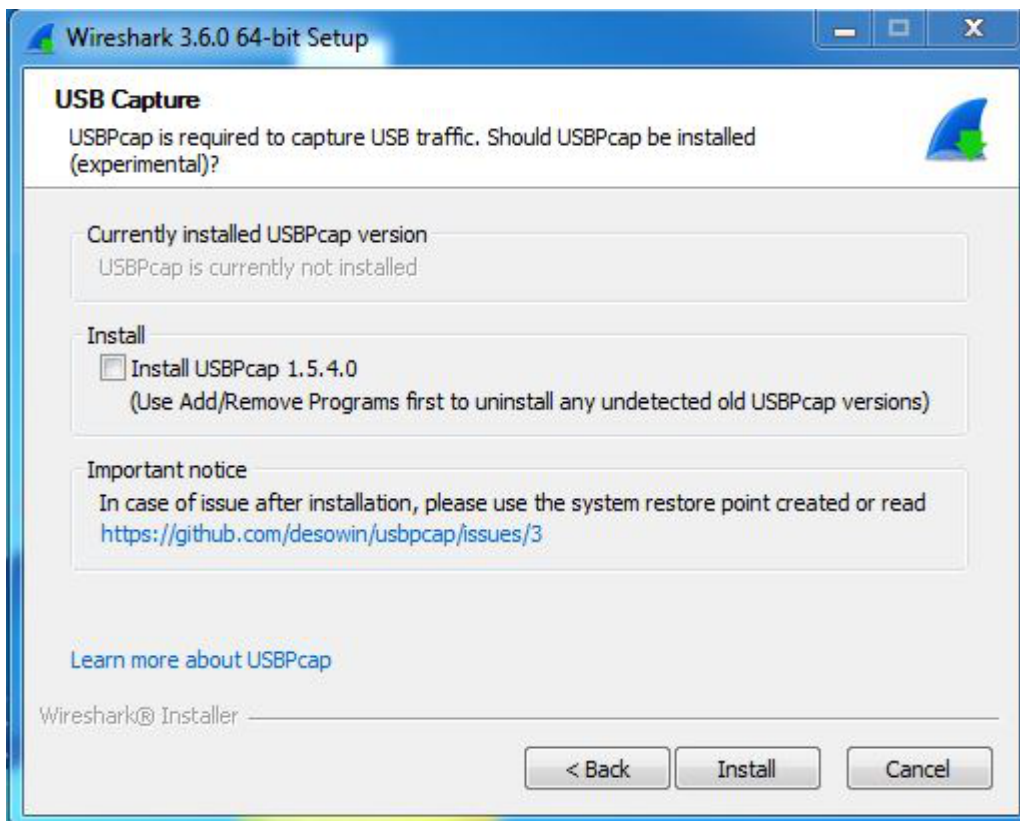 Wireshark 3.6.0 64-bit Setup
USB Capture
USBPcap is required to capture USB traffic. Should USBPcap be installed
(experimental)?
Currently installed USBPcap version
USBPcap is currently not installed
Install
Install USBPcap 1.5.4.0
(Use Add/Remove Programs first to uninstall any undetected old USBPcap versions)
Important notice
In case of issue after installation, please use the system restore point created or read
https://github.com/desowin/usbpcap/issues/3
Learn more about USBPcap
Wireshark® Installer
< Back
Install
Cancel